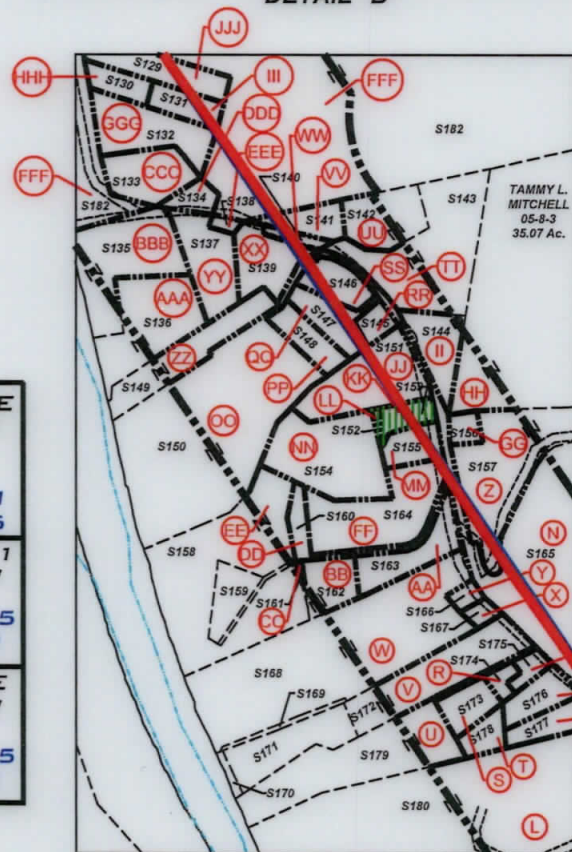 JJJ
S129
HHH
S130
III
S131
FFF
DDD
GGG
S132
WW
EEE
S182
CCC
S140
VV
FFF
S133
S134
S138
S143
TAMMY L.
MITCHELL
05-8-3
35.07 Ac.
S182
S141
S142
UU
S135
BBB
S137
XX
S139
TT
YY
SS
S146
AAA
RR
S136
S147
S145
S144
QQ
S148
S151
II
ZZ
JJ
S149
PP
KK
S153
HH
LL
OO
S152
S156
GG
S150
NN
S155
S157
S154
MM
Z
EE
S160
S164
N
DD
FF
S158
S165
BB
S163
Y
S159
AA
S161
S162
S166
X
CC
S167
W
S175
S168
R
S174
V
S169
S176
S172
S173
S171
U
S178
S177
S179
S170
S
T
S180
L
E
1
5
E
5